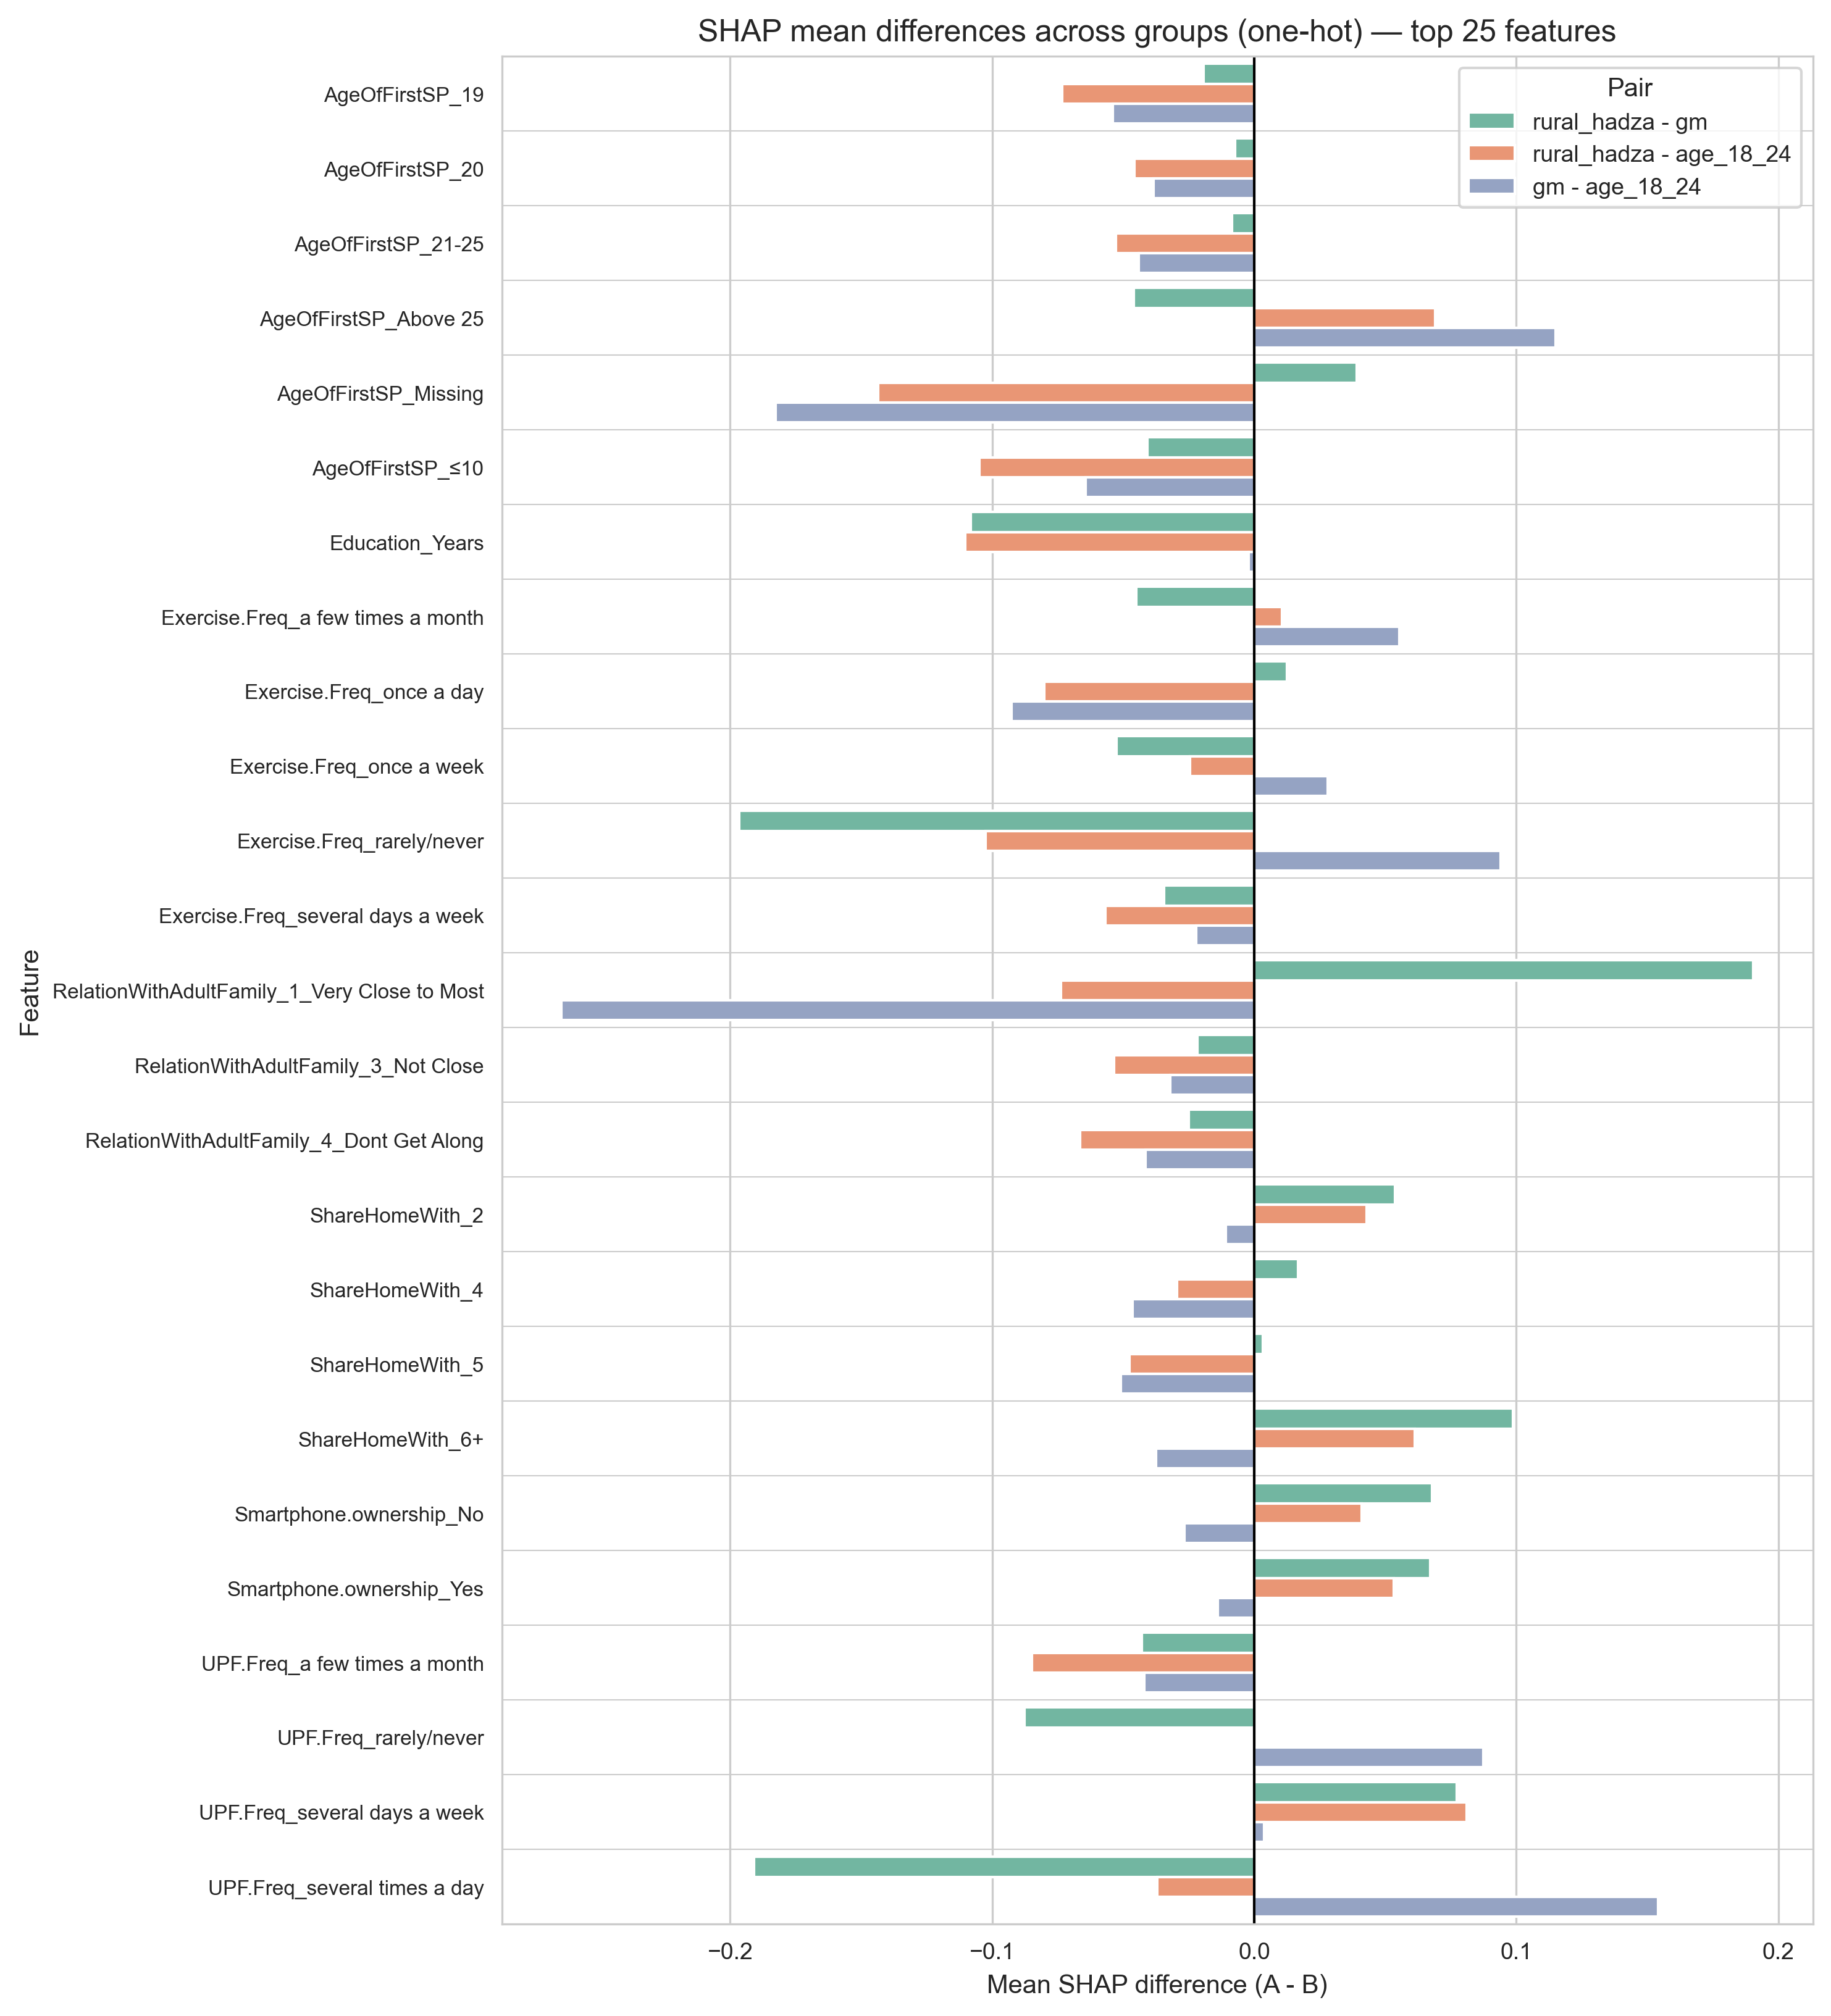 SHAP mean differences across groups (one-hot) — top 25 features
Pair
rural_hadza - gm
rural_hadza - age_18_24
gm - age_18_24
Feature
AgeOfFirstSP_19
AgeOfFirstSP_20
AgeOfFirstSP_21-25
AgeOfFirstSP_Above 25
AgeOfFirstSP_Missing
AgeOfFirstSP_≤10
Education_Years
Exercise.Freq_a few times a month
Exercise.Freq_once a day
Exercise.Freq_once a week
Exercise.Freq_rarely/never
Exercise.Freq_several days a week
RelationWithAdultFamily_1_Very Close to Most
RelationWithAdultFamily_3_Not Close
RelationWithAdultFamily_4_Dont Get Along
ShareHomeWith_2
ShareHomeWith_4
ShareHomeWith_5
ShareHomeWith_6+
Smartphone.ownership_No
Smartphone.ownership_Yes
UPF.Freq_a few times a month
UPF.Freq_rarely/never
UPF.Freq_several days a week
UPF.Freq_several times a day
−0.2 −0.1 0.0 0.1 0.2
Mean SHAP difference (A - B)